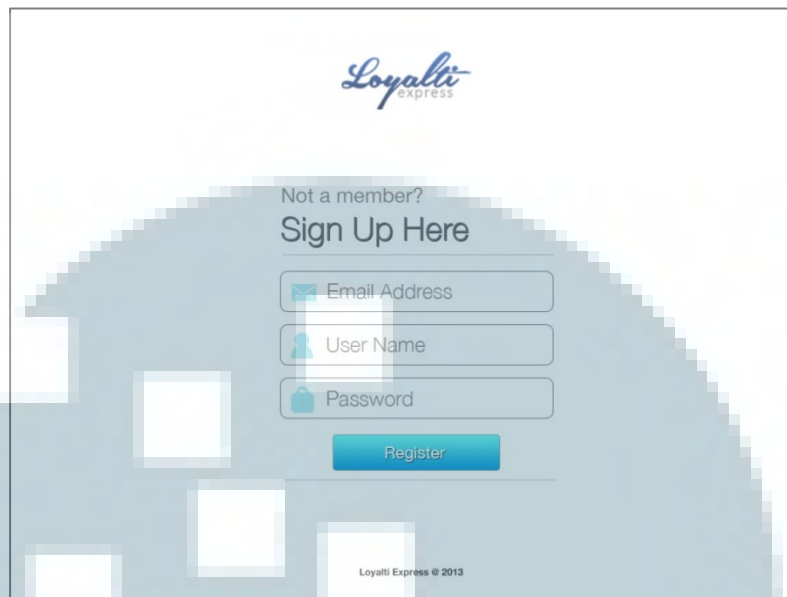 Loyalti
express
Not a member?
Sign Up Here
Email Address
User Name
Password
Register
Loyalti Express @ 2013